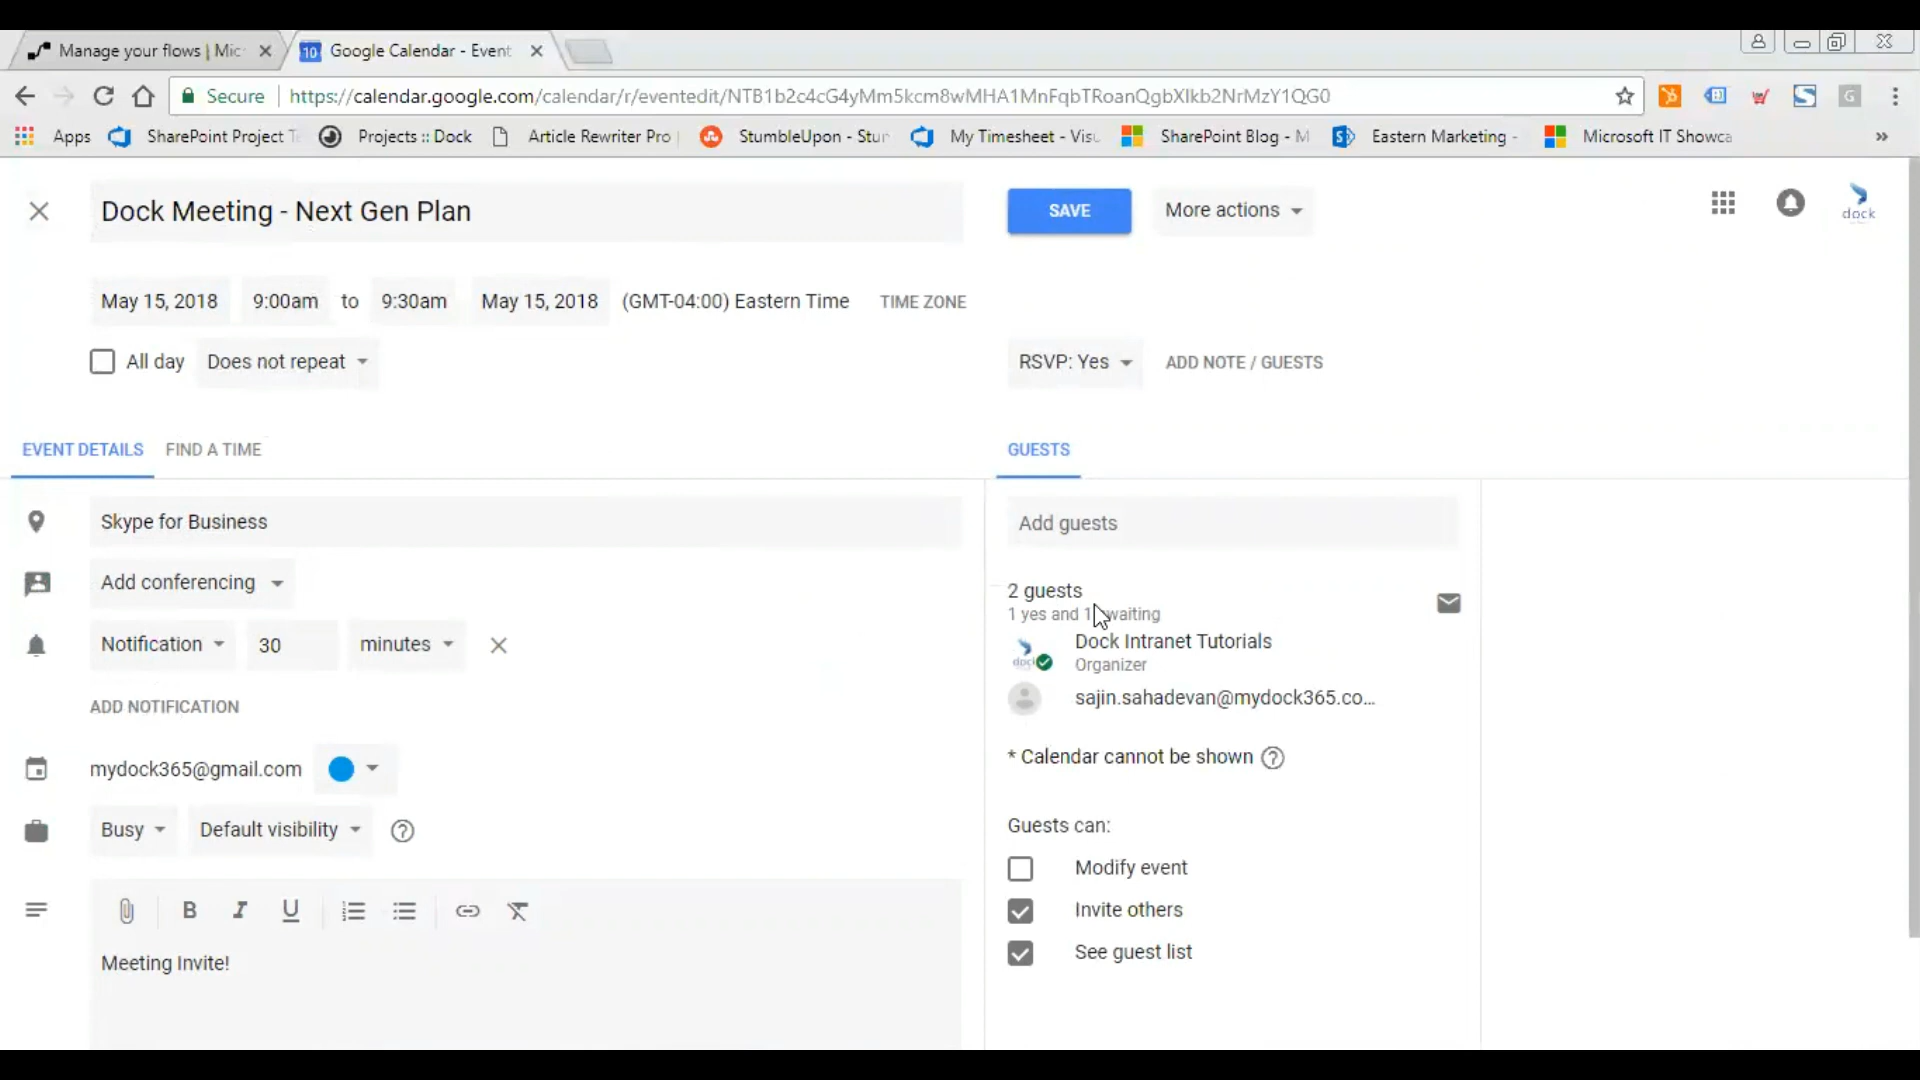 Manage your flows | Mic
Google Calendar - Event
Secure
https://calendar.google.com/calendar/r/eventedit/NTB1b2c4cG4yMm5kcm8wMHA1MnFqbTRoanQgbXlkb2NrMzY1QG0
G
Apps
SharePoint Project Te
Projects :: Dock
Article Rewriter Pro
StumbleUpon - Stum
My Timesheet - Visu
SharePoint Blog - M
Eastern Marketing -
Microsoft IT Showca
Dock Meeting - Next Gen Plan
SAVE
More actions
dock
May 15, 2018
9:00am
to
9:30am
May 15, 2018
(GMT-04:00) Eastern Time
TIME ZONE
All day
Does not repeat
RSVP: Yes
ADD NOTE / GUESTS
EVENT DETAILS
FIND A TIME
GUESTS
Skype for Business
Add guests
Add conferencing
2 guests
1 yes and 1 awaiting
Notification
30
minutes
Dock Intranet Tutorials
Organizer
sajin.sahadevan@mydock365.co...
ADD NOTIFICATION
* Calendar cannot be shown
mydock365@gmail.com
Busy
Default visibility
Guests can:
Modify event
Invite others
See guest list
B
I
U
Meeting Invite!